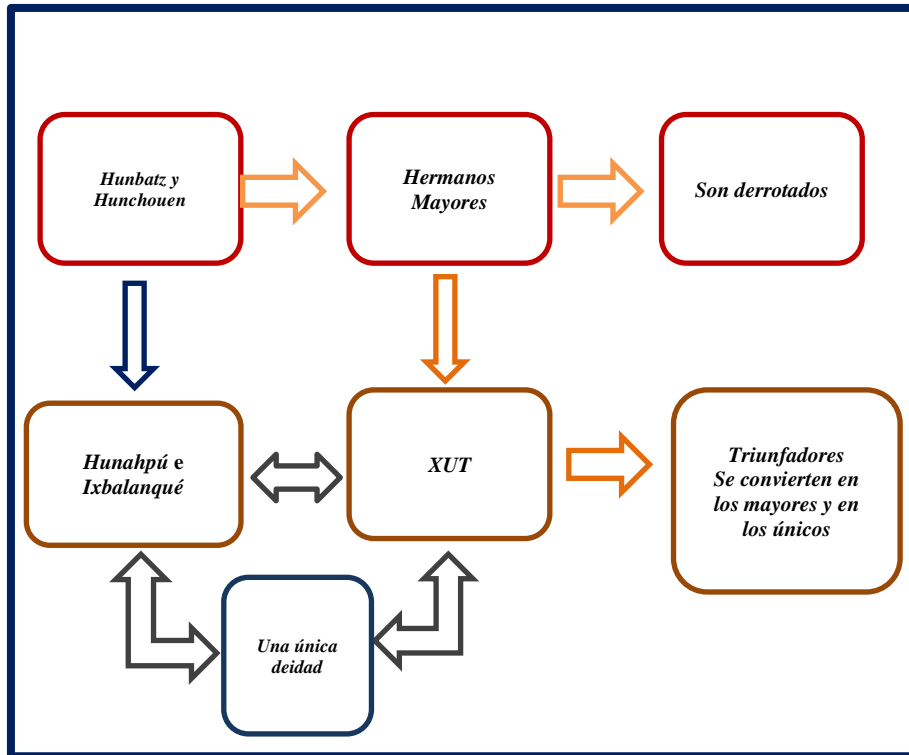 Hunbatz y
Hunchouen
Hermanos
Mayores
Son derrotados
Hunahpú e
Ixbalanqué
XUT
Triunfadores
Se convierten en
los mayores y en
los únicos
Una única
deidad